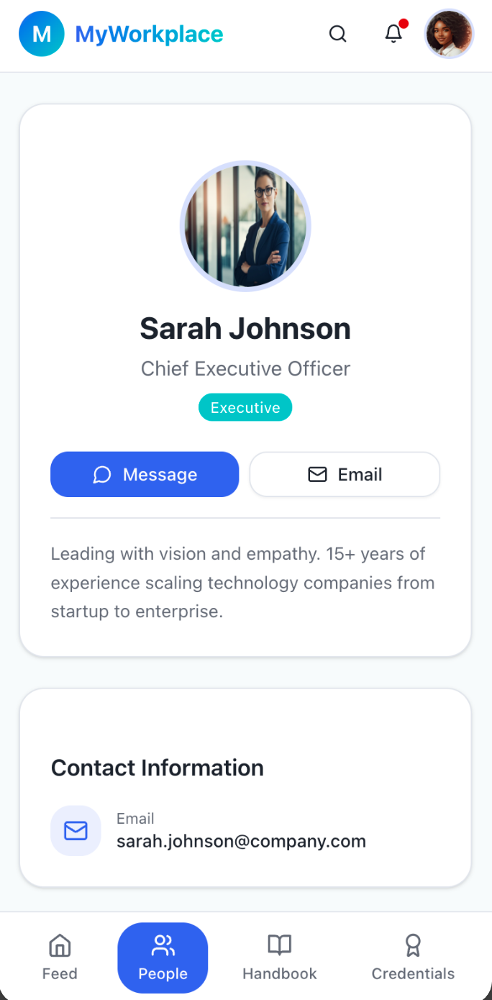 M
MyWorkplace
Sarah Johnson
Chief Executive Officer
Executive
Message
Email
Leading with vision and empathy. 15+ years of
experience scaling technology companies from
startup to enterprise.
Contact Information
Email
sarah.johnson@company.com
Feed
People
Handbook
Credentials